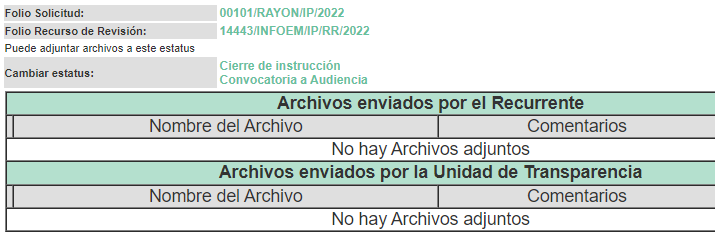 Folio Solicitud: 00101/RAYON/IP/2022
Folio Recurso de Revisión: 14443/INFOEM/IP/RR/2022
Puede adjuntar archivos a este estatus
Cambiar estatus: Cierre de instrucción
Convocatoria a Audiencia
Archivos enviados por el Recurrente
Nombre del Archivo Comentarios
No hay Archivos adjuntos
Archivos enviados por la Unidad de Transparencia
Nombre del Archivo Comentarios
No hay Archivos adjuntos